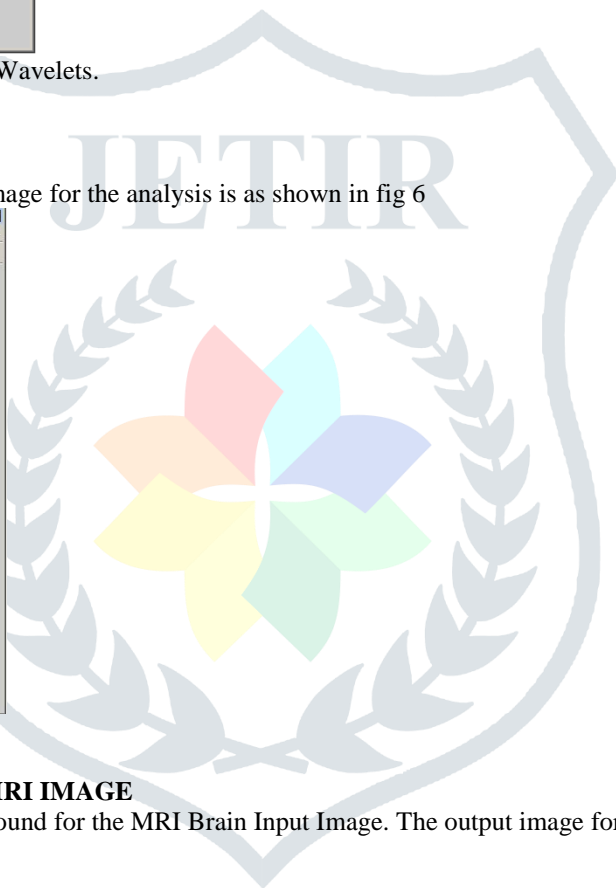 Wavelets.
JETIR
age for the analysis is as shown in fig 6
RI IMAGE
ound for the MRI Brain Input Image. The output image for